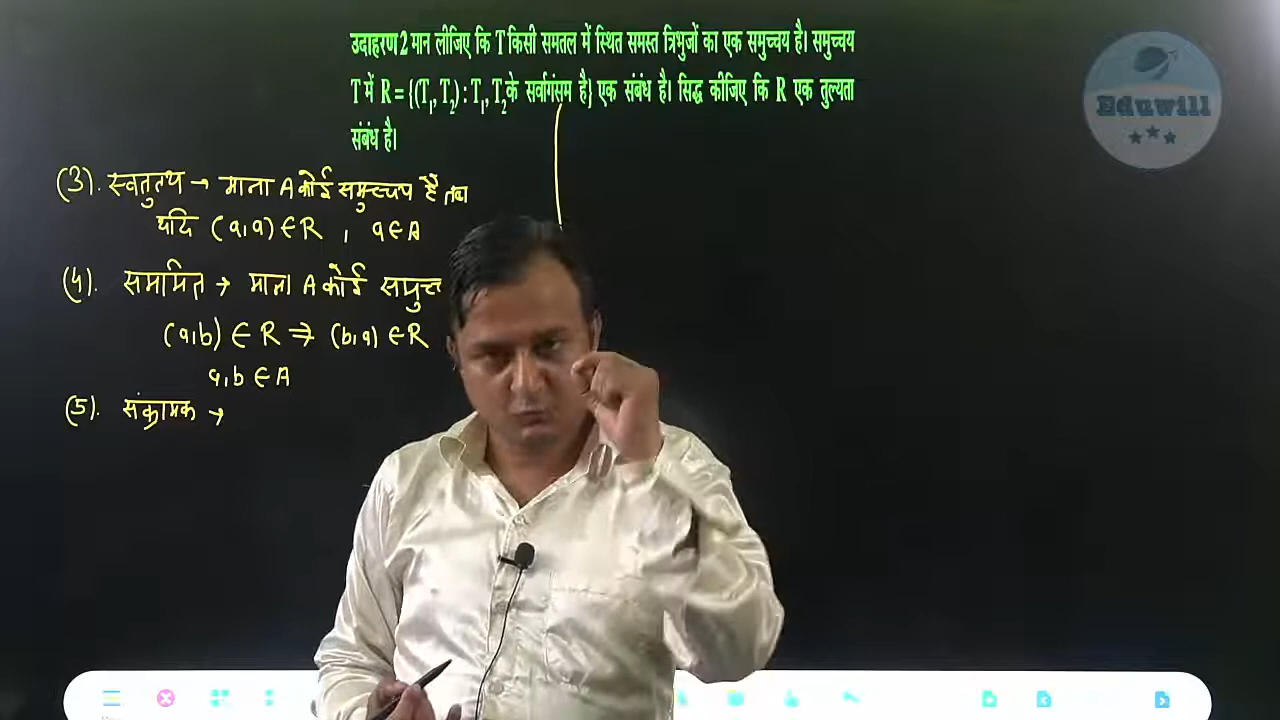 उदाहरण 2 मान लीजिए कि T किसी समतल में स्थित समस्त त्रिभुजों का एक समुच्चय है। समुच्चय
T में R = {(T₁, T₂) : T₁, T₂ के सर्वागंसम है} एक संबंध है। सिद्ध कीजिए कि R एक तुल्यता
संबंध है।
Eduwill
(3). स्वतुल्य → माना A कोई समुच्चय है तब
यदि (a,a) ∈ R , a ∈ A
(4). सममित → माना A कोई समुच्च
(a,b) ∈ R ⇒ (b,a) ∈ R
a,b ∈ A
(5). संक्रामक →